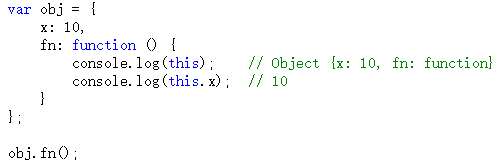 var obj = {
    x: 10,
    fn: function () {
        console.log(this);    // Object {x: 10, fn: function}
        console.log(this.x);  // 10
    }
};

obj.fn();